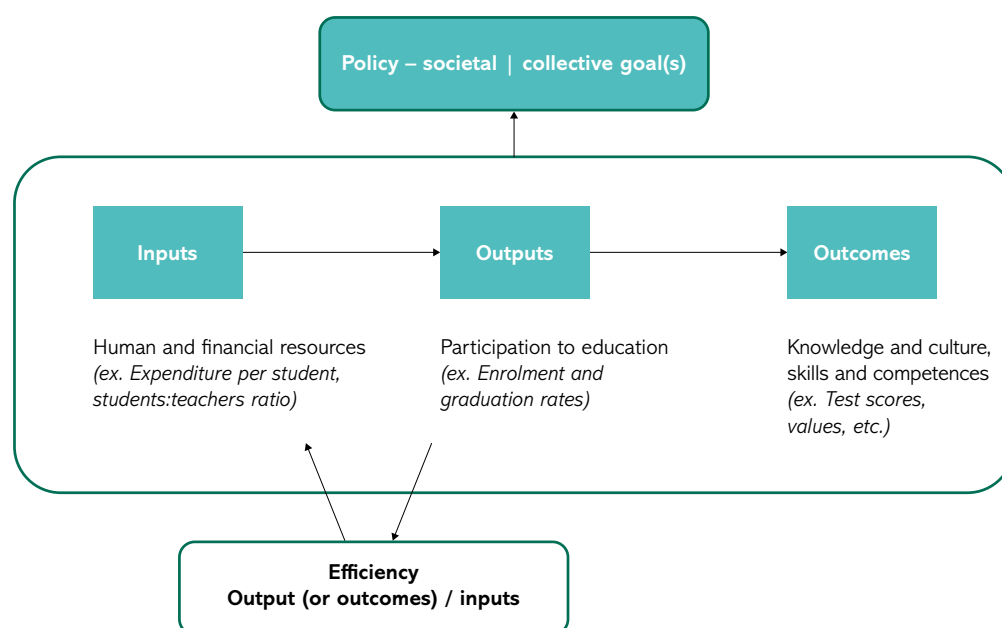 Policy – societal | collective goal(s)
Inputs
Outputs
Outcomes
Human and financial resources
(ex. Expenditure per student,
students:teachers ratio)
Participation to education
(ex. Enrolment and
graduation rates)
Knowledge and culture,
skills and competences
(ex. Test scores,
values, etc.)
Efficiency
Output (or outcomes) / inputs